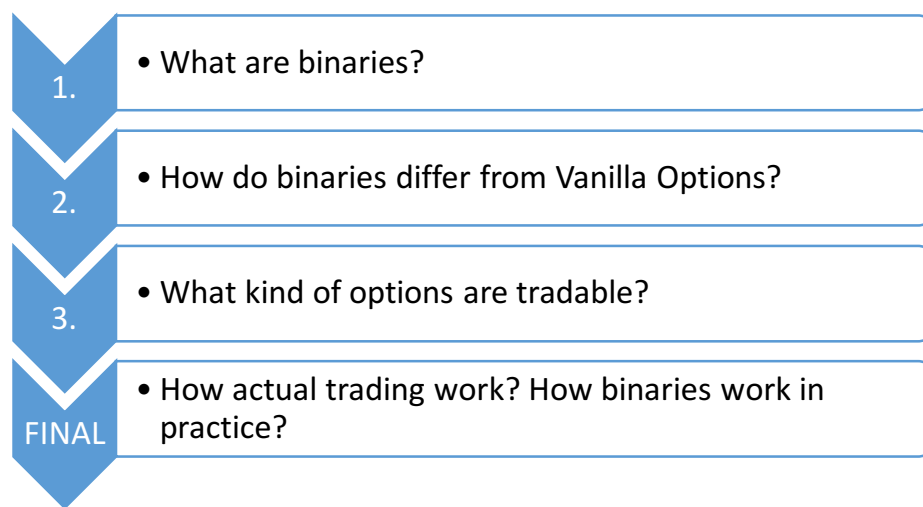 1.
• What are binaries?
2.
• How do binaries differ from Vanilla Options?
3.
• What kind of options are tradable?
FINAL
• How actual trading work? How binaries work in
practice?